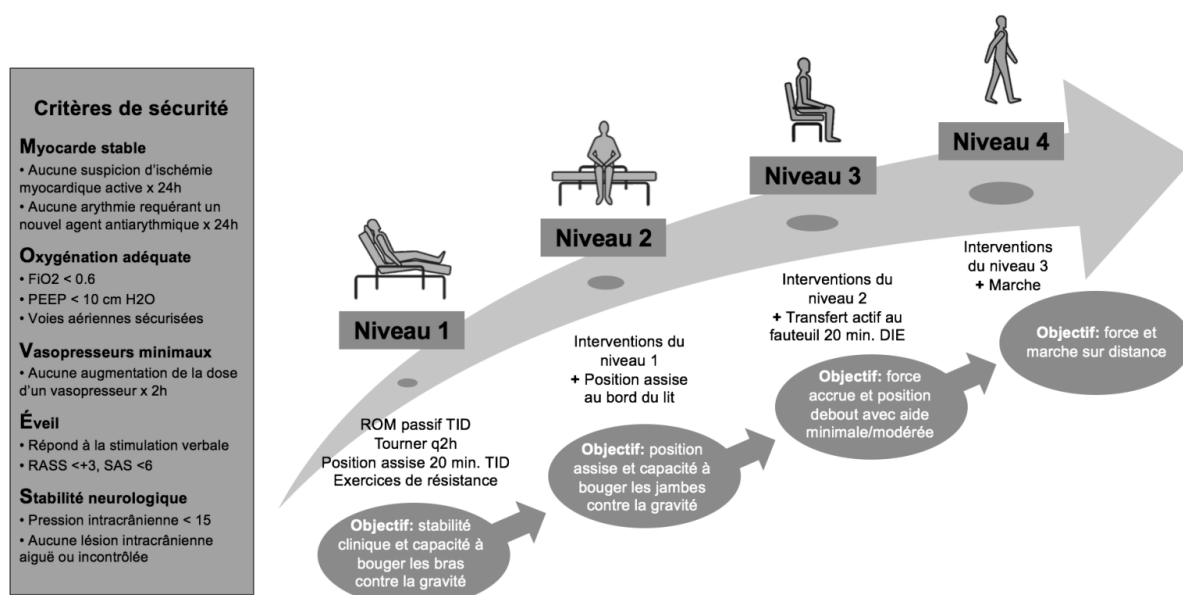 Critères de sécurité
Myocarde stable
• Aucune suspicion d'ischémie
myocardique active x 24h
• Aucune arythmie requérant un
nouvel agent antiarythmique x 24h
Oxygénation adéquate
• FiO2 < 0.6
• PEEP < 10 cm H2O
• Voies aériennes sécurisées
Vasopresseurs minimaux
• Aucune augmentation de la dose
d'un vasopresseur x 2h
Éveil
• Répond à la stimulation verbale
• RASS <+3, SAS <6
Stabilité neurologique
• Pression intracrânienne < 15
• Aucune lésion intracrânienne
aiguë ou incontrôlée
Niveau 1
ROM passif TID
Tourner q2h
Position assise 20 min. TID
Exercices de résistance
Objectif: stabilité
clinique et capacité à
bouger les bras
contre la gravité
Niveau 2
Interventions du
niveau 1
+ Position assise
au bord du lit
Objectif: position
assise et capacité à
bouger les jambes
contre la gravité
Niveau 3
Interventions du
niveau 2
+ Transfert actif au
fauteuil 20 min. DIE
Objectif: force
accrue et position
debout avec aide
minimale/modérée
Niveau 4
Interventions
du niveau 3
+ Marche
Objectif: force et
marche sur distance